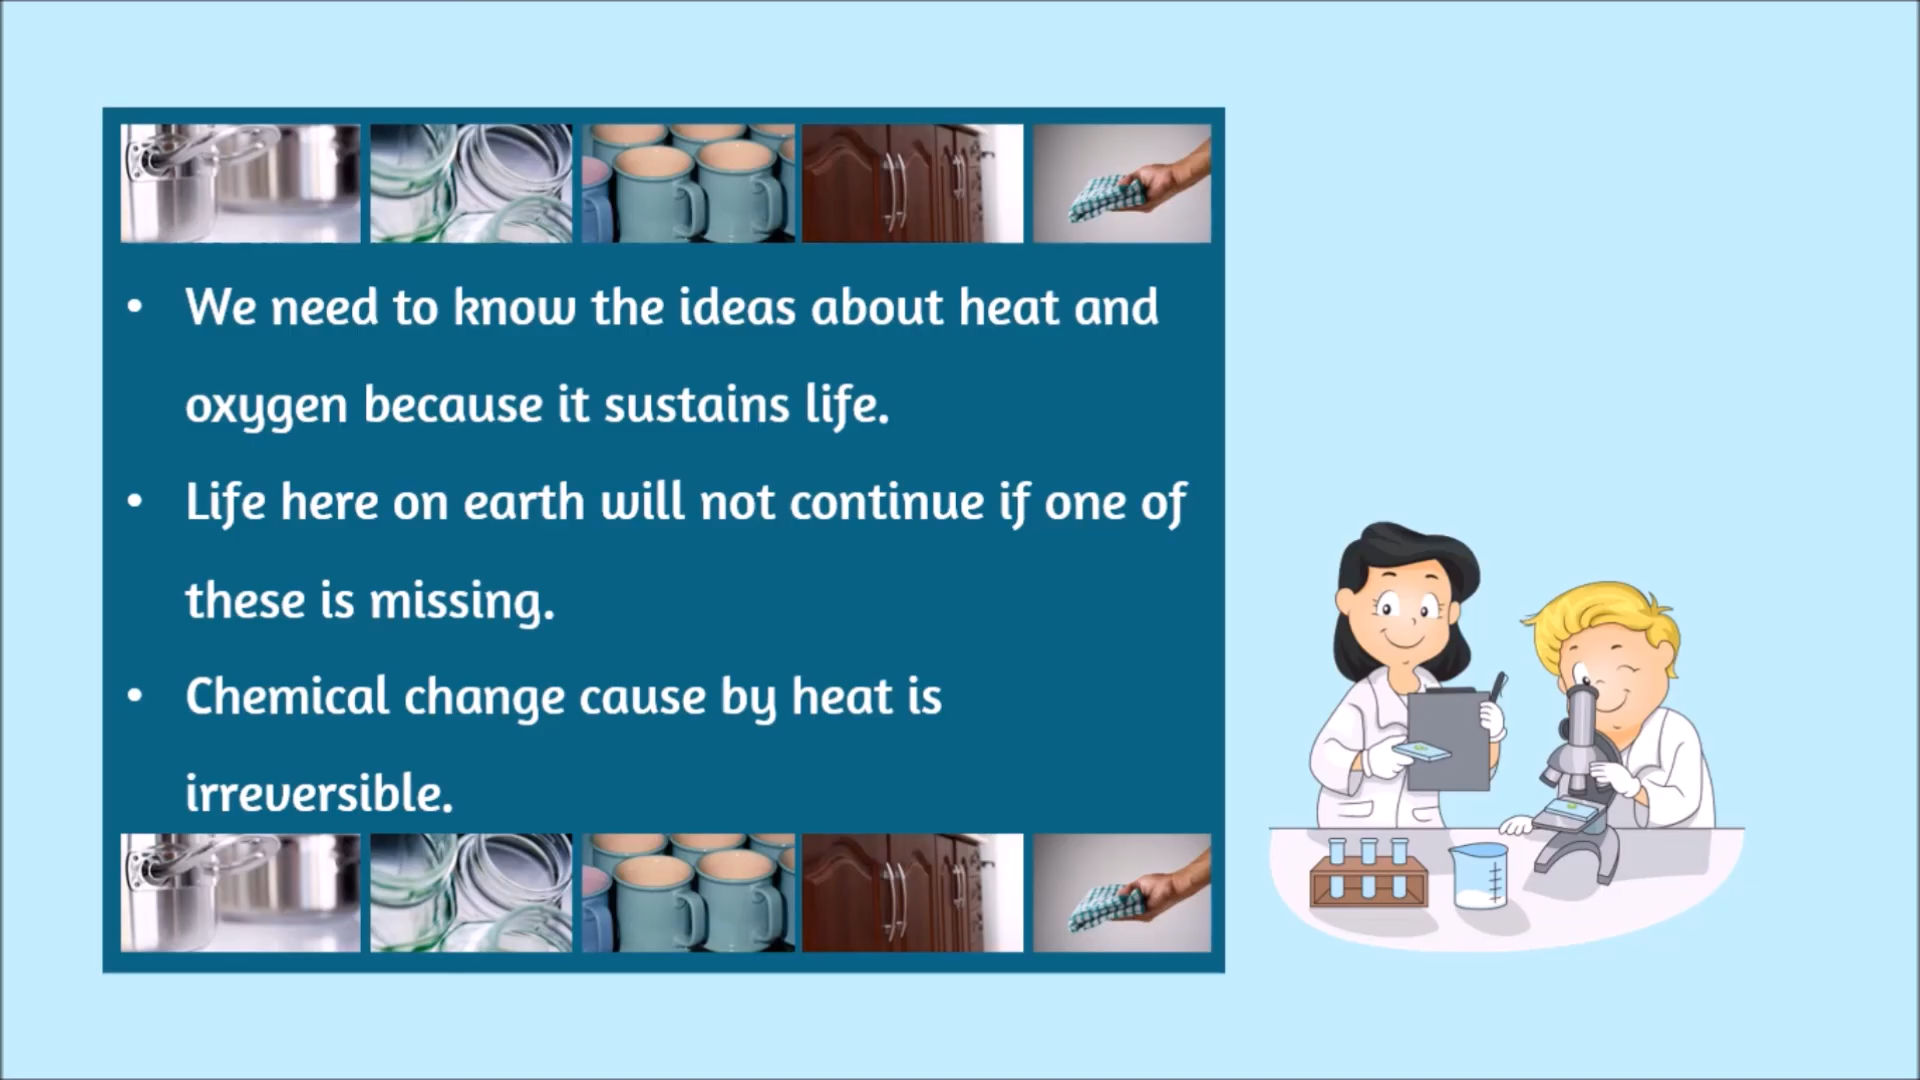 • We need to know the ideas about heat and
oxygen because it sustains life.
• Life here on earth will not continue if one of
these is missing.
• Chemical change cause by heat is
irreversible.